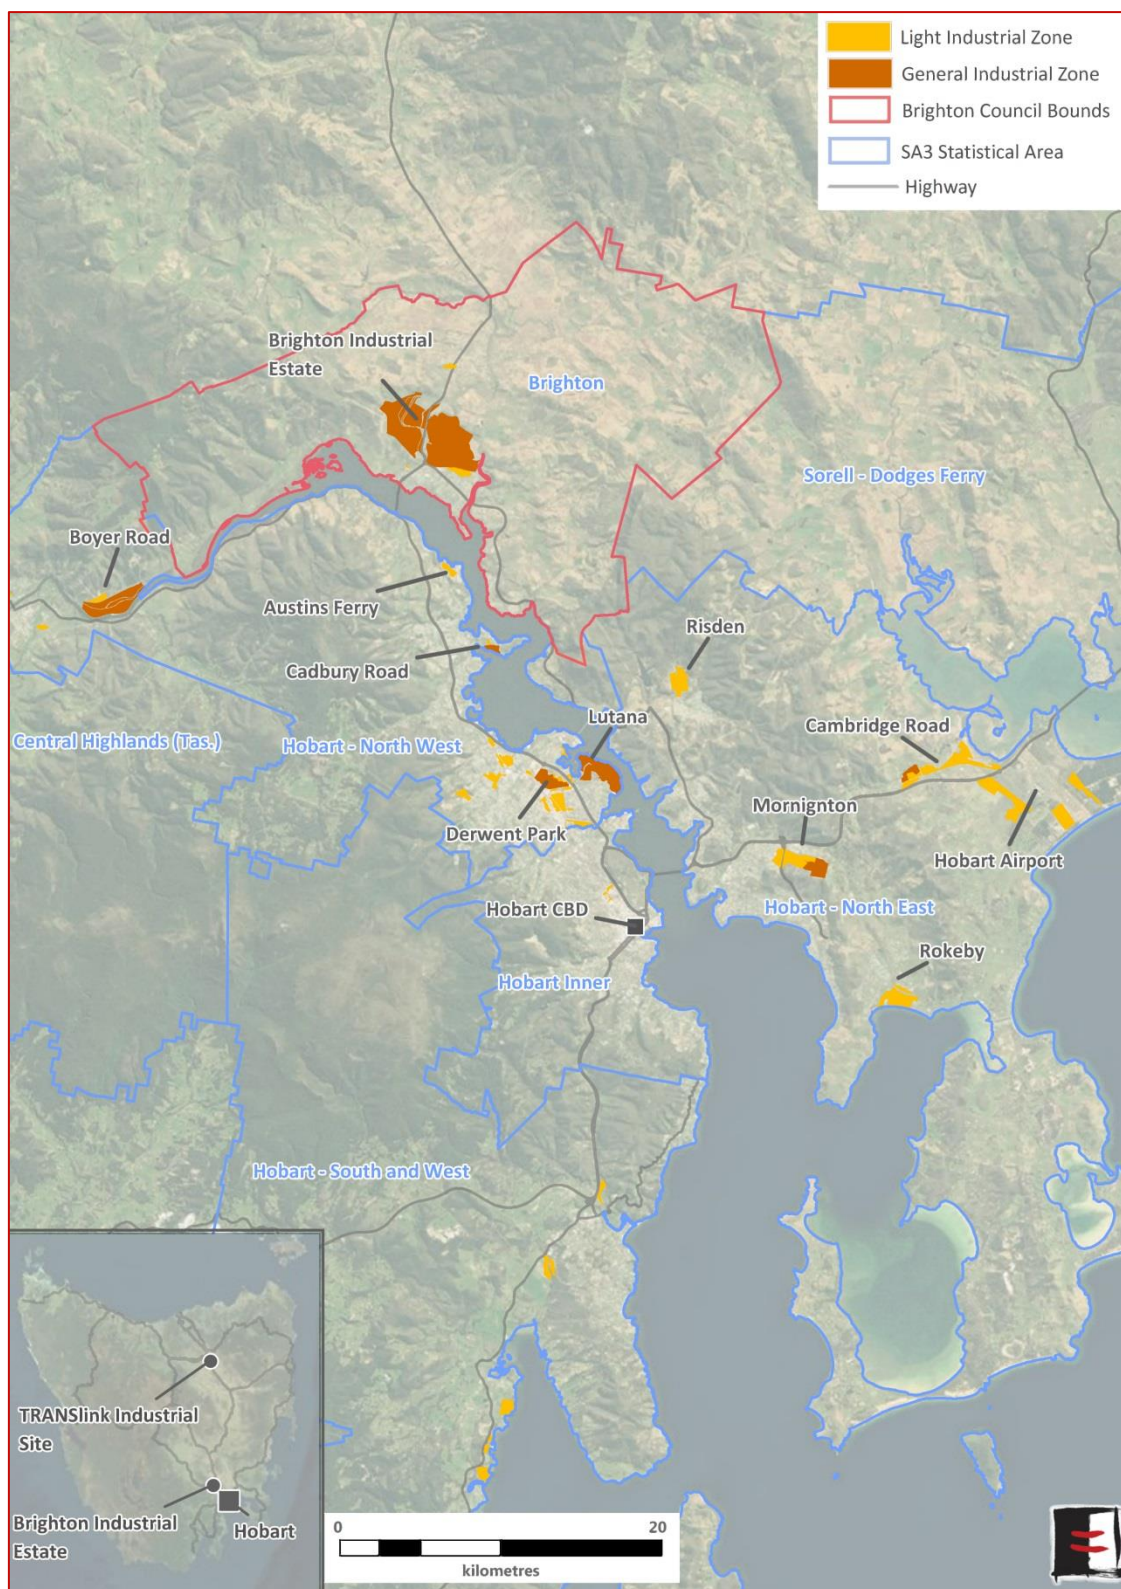 Light Industrial Zone
General Industrial Zone
Brighton Council Bounds
SA3 Statistical Area
Highway
Brighton Industrial
Estate
Brighton
Sorell - Dodges Ferry
Boyer Road
Austins Ferry
Risden
Cadbury Road
Lutana
Cambridge Road
Central Highlands (Tas.)
Hobart - North West
Mornignton
Derwent Park
Hobart Airport
Hobart CBD
Hobart - North East
Rokeby
Hobart Inner
Hobart - South and West
TRANSlink Industrial
Site
Brighton Industrial
Estate
Hobart
0
20
kilometres